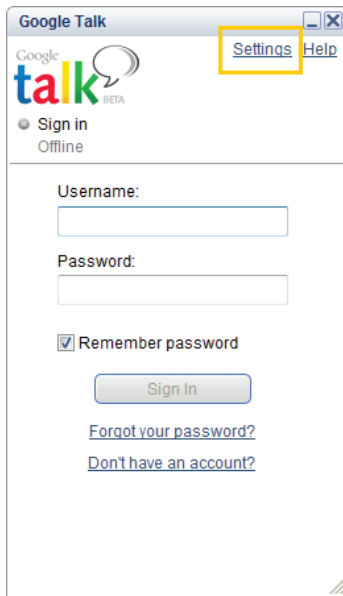 Google Talk
Settings Help
Google
talk
BETA
Sign in
Offline
Username:
Password:
Remember password
Sign In
Forgot your password?
Don't have an account?